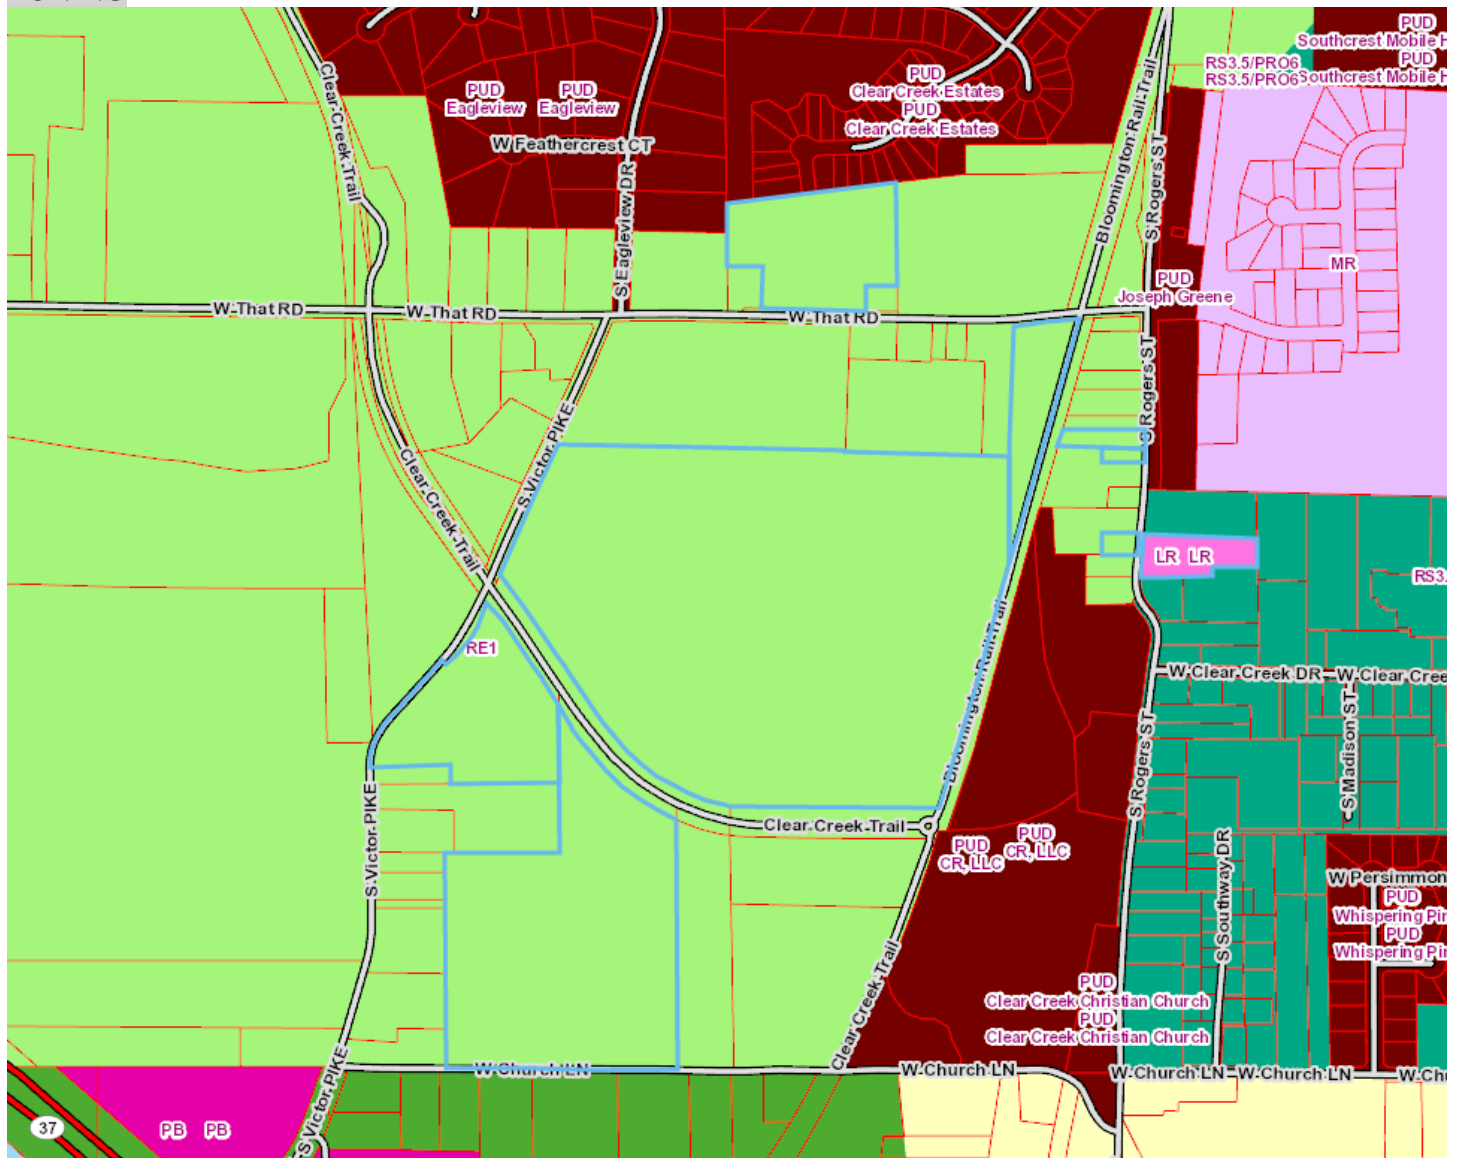 PUD
Southcrest Mobile H
PUD
Southcrest Mobile H
RS3.5/PRO6
RS3.5/PRO6
Clear Creek Trail
PUD
Eagleview
PUD
Eagleview
PUD
Clear Creek Estates
PUD
Clear Creek Estates
W Feathercrest CT
S Eagleview DR
Bloomington Rail Trail
S Rogers ST
MR
PUD
Joseph Greene
W That RD
W That RD
W That RD
S Rogers ST
S Victor PIKE
Clear Creek Trail
LR LR
RS3.
RE1
Bloomington Rail Trail
W Clear Creek DR
W Clear Cree
S Madison ST
S Rogers ST
S Victor PIKE
Clear Creek Trail
PUD
CR, LLC
PUD
CR, LLC
S Southway DR
W Persimmon
PUD
Whispering Pin
PUD
Whispering Pin
Clear Creek Trail
PUD
Clear Creek Christian Church
PUD
Clear Creek Christian Church
S Victor PIKE
W Church LN
W Church LN
W Church LN
W Church LN
W Chu
37
PB PB